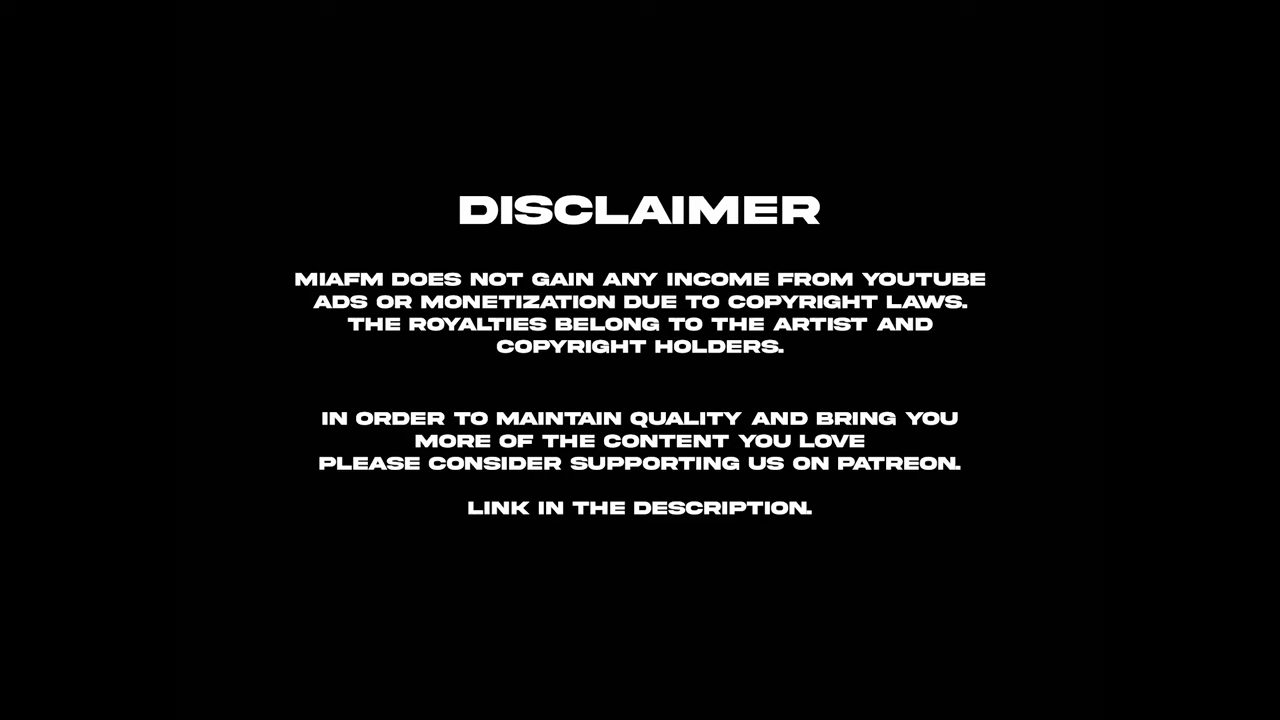 DISCLAIMER
MIAFM DOES NOT GAIN ANY INCOME FROM YOUTUBE
ADS OR MONETIZATION DUE TO COPYRIGHT LAWS.
THE ROYALTIES BELONG TO THE ARTIST AND
COPYRIGHT HOLDERS.
IN ORDER TO MAINTAIN QUALITY AND BRING YOU
MORE OF THE CONTENT YOU LOVE
PLEASE CONSIDER SUPPORTING US ON PATREON.
LINK IN THE DESCRIPTION.